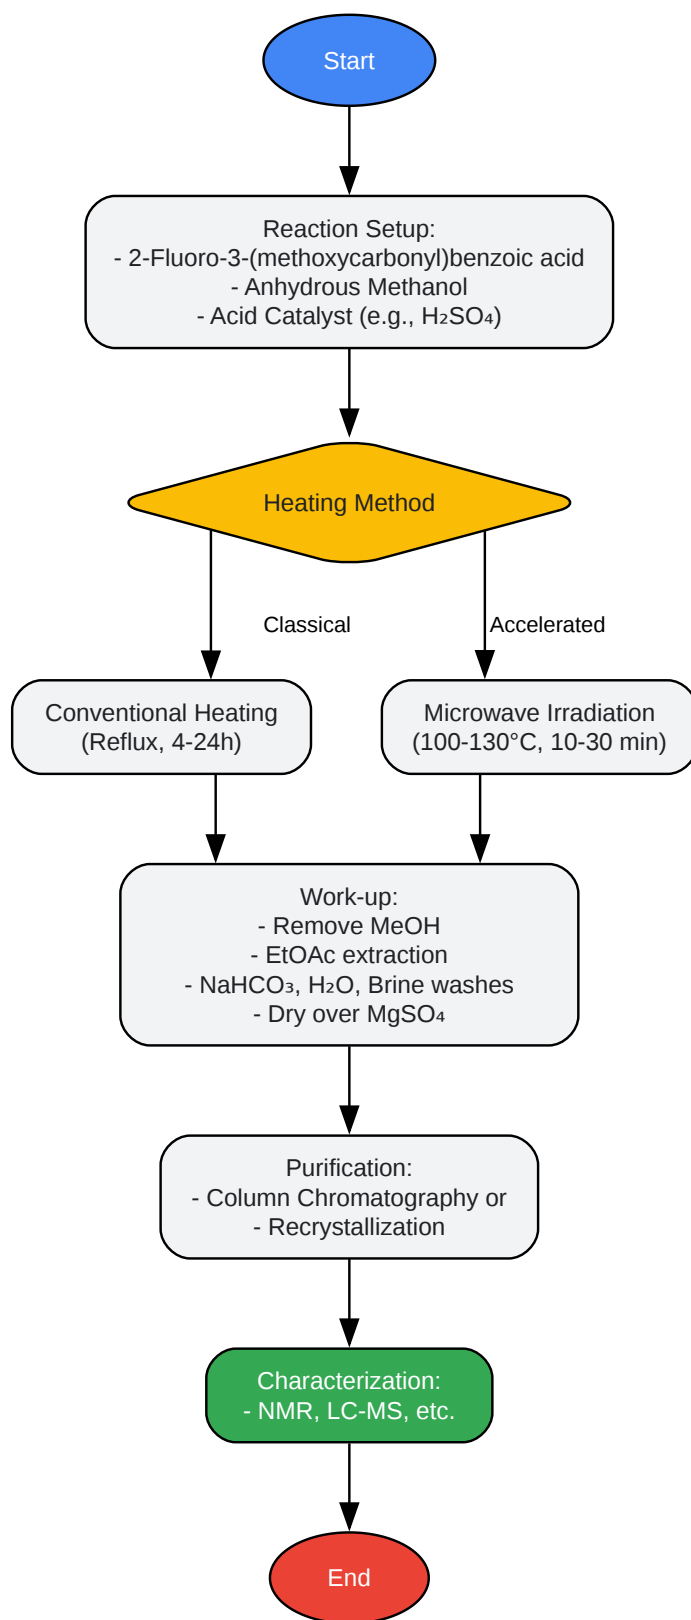 Start
Reaction Setup:
- 2-Fluoro-3-(methoxycarbonyl)benzoic acid
- Anhydrous Methanol
- Acid Catalyst (e.g., H₂SO₄)
Heating Method
Classical
Accelerated
Conventional Heating
(Reflux, 4-24h)
Microwave Irradiation
(100-130°C, 10-30 min)
Work-up:
- Remove MeOH
- EtOAc extraction
- NaHCO₃, H₂O, Brine washes
- Dry over MgSO₄
Purification:
- Column Chromatography or
- Recrystallization
Characterization:
- NMR, LC-MS, etc.
End